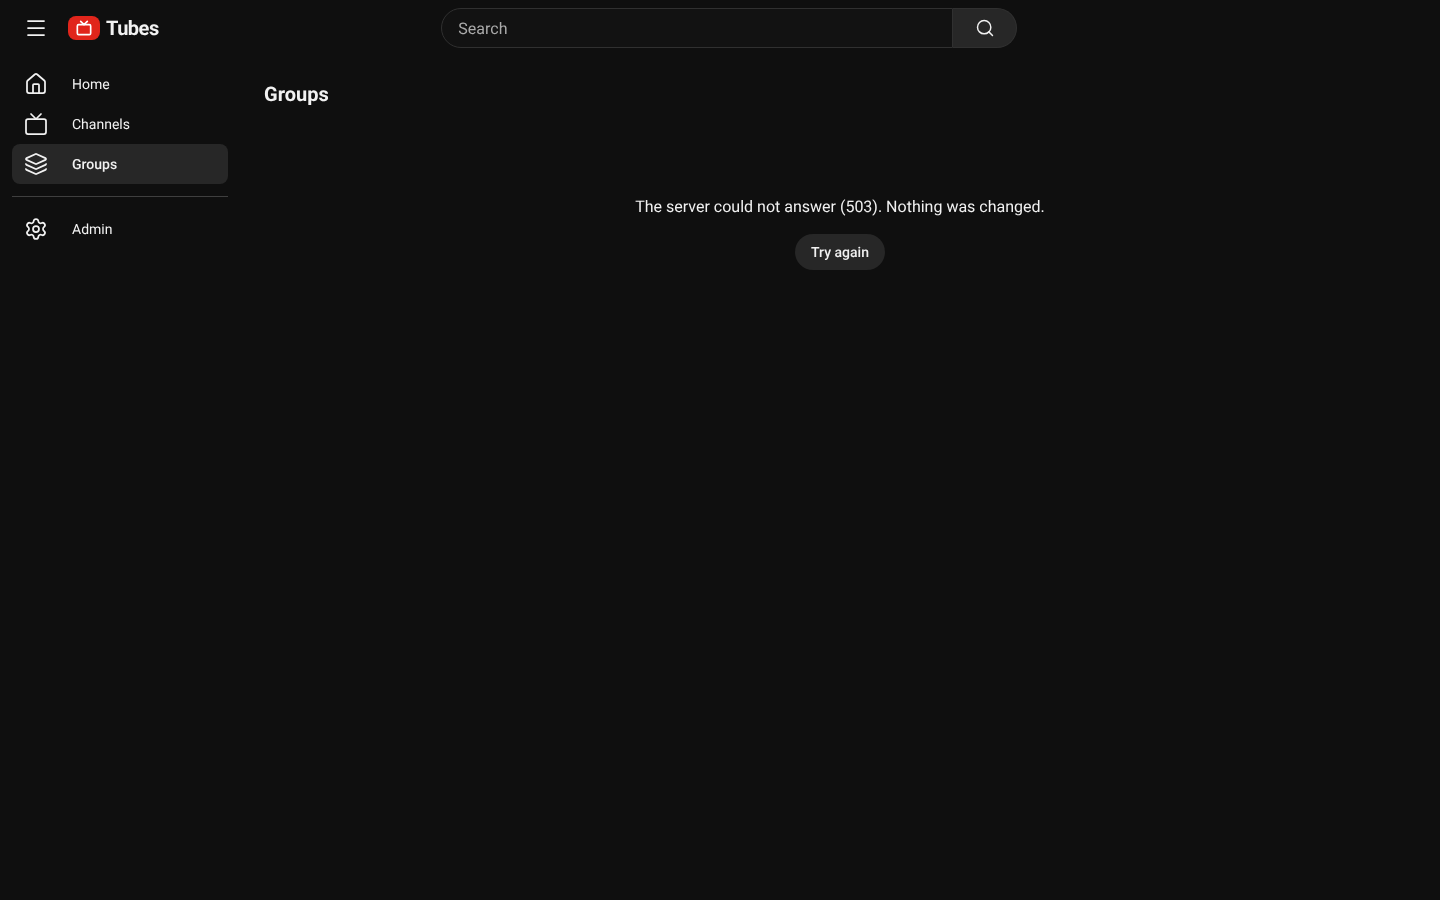 Tubes
Search
Home
Channels
Groups
Admin
Groups
The server could not answer (503). Nothing was changed.
Try again